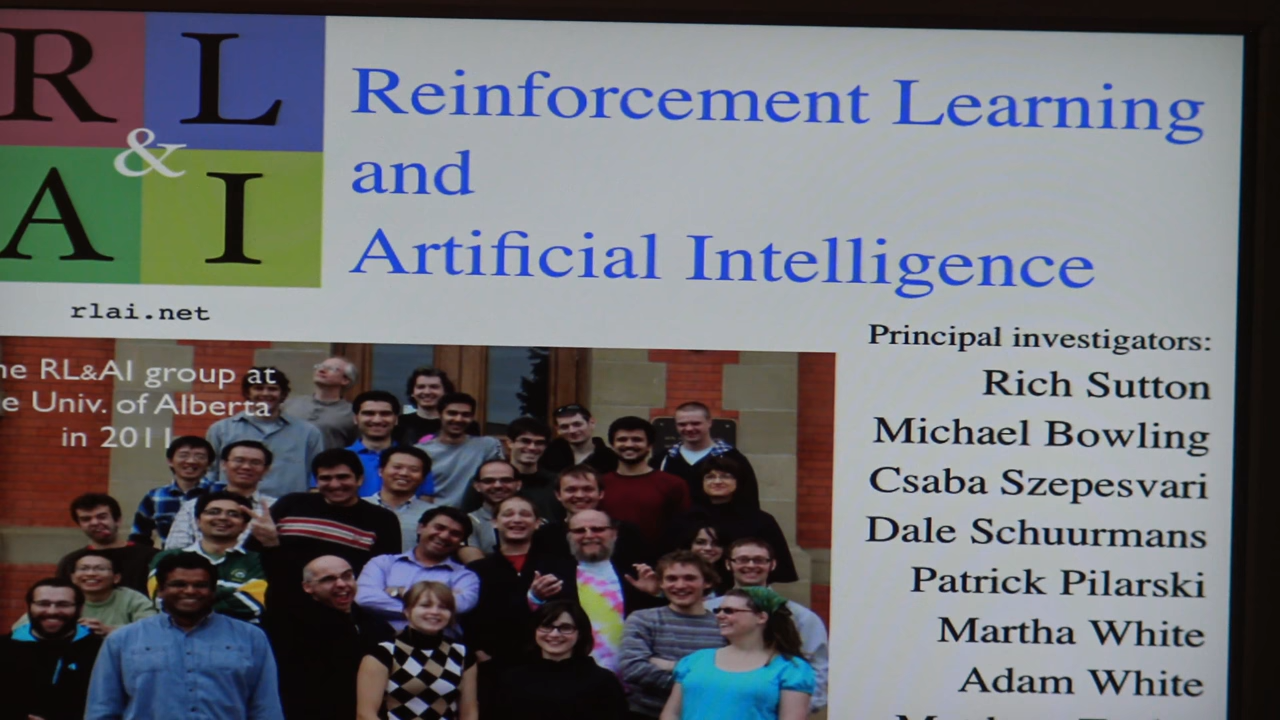 R L
&
A I
Reinforcement Learning
and
Artificial Intelligence
rlai.net
RL&AI group at
Univ. of Alberta
in 2011
Principal investigators:
Rich Sutton
Michael Bowling
Csaba Szepesvari
Dale Schuurmans
Patrick Pilarski
Martha White
Adam White